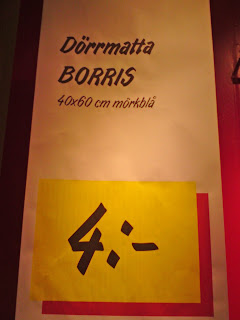 Dörrmatta
BORRIS
40x60 cm mörkblå
4:-